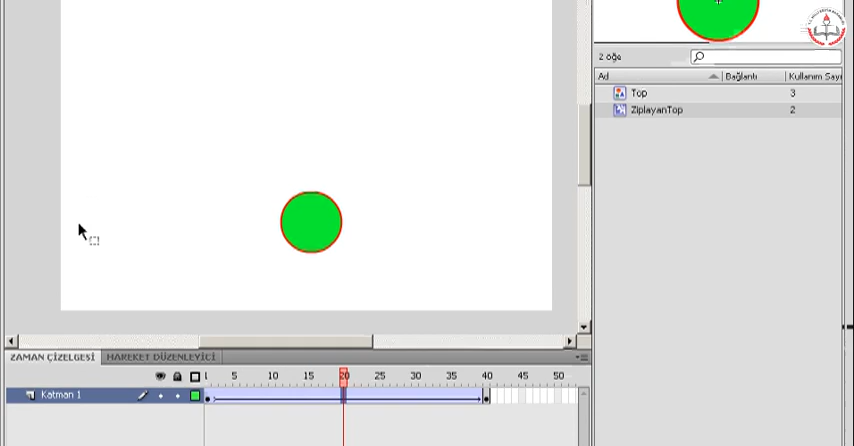 2 öğe
Ad Bağlantı Kullanım Sayı
Top 3
ZiplayanTop 2
ZAMAN ÇİZELGESİ HAREKET DÜZENLEYİCİ
1 5 10 15 20 25 30 35 40 45 50
Katman 1